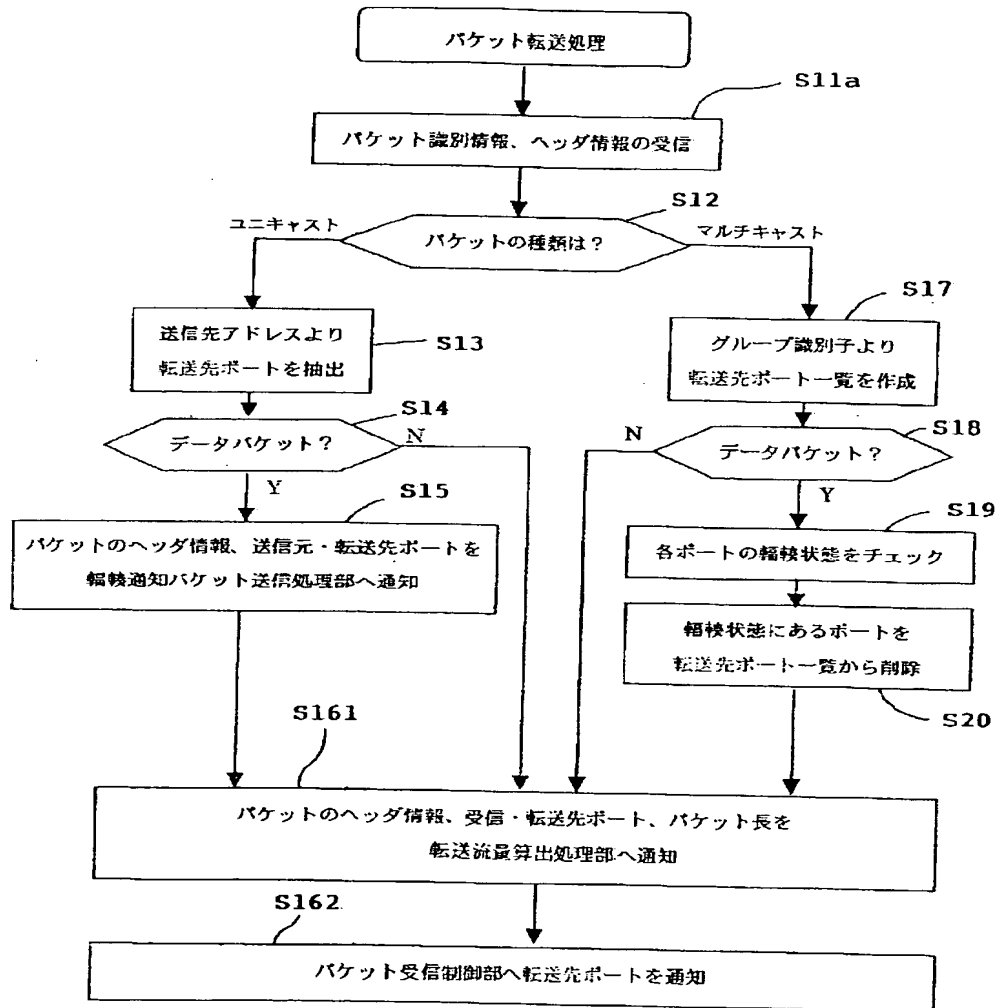 パケット転送処理
S11a
パケット識別情報、ヘッダ情報の受信
S12
ユニキャスト
パケットの種類は？
マルチキャスト
S13
送信先アドレスより
転送先ポートを抽出
S17
グループ識別子より
転送先ポート一覧を作成
S14
データパケット？
N
Y
S18
データパケット？
N
Y
S15
パケットのヘッダ情報、送信元・転送先ポートを
輻輳通知パケット送信処理部へ通知
S19
各ポートの輻輳状態をチェック
輻輳状態にあるポートを
転送先ポート一覧から削除
S20
S161
パケットのヘッダ情報、受信・転送先ポート、パケット長を
転送流量算出処理部へ通知
S162
パケット受信制御部へ転送先ポートを通知